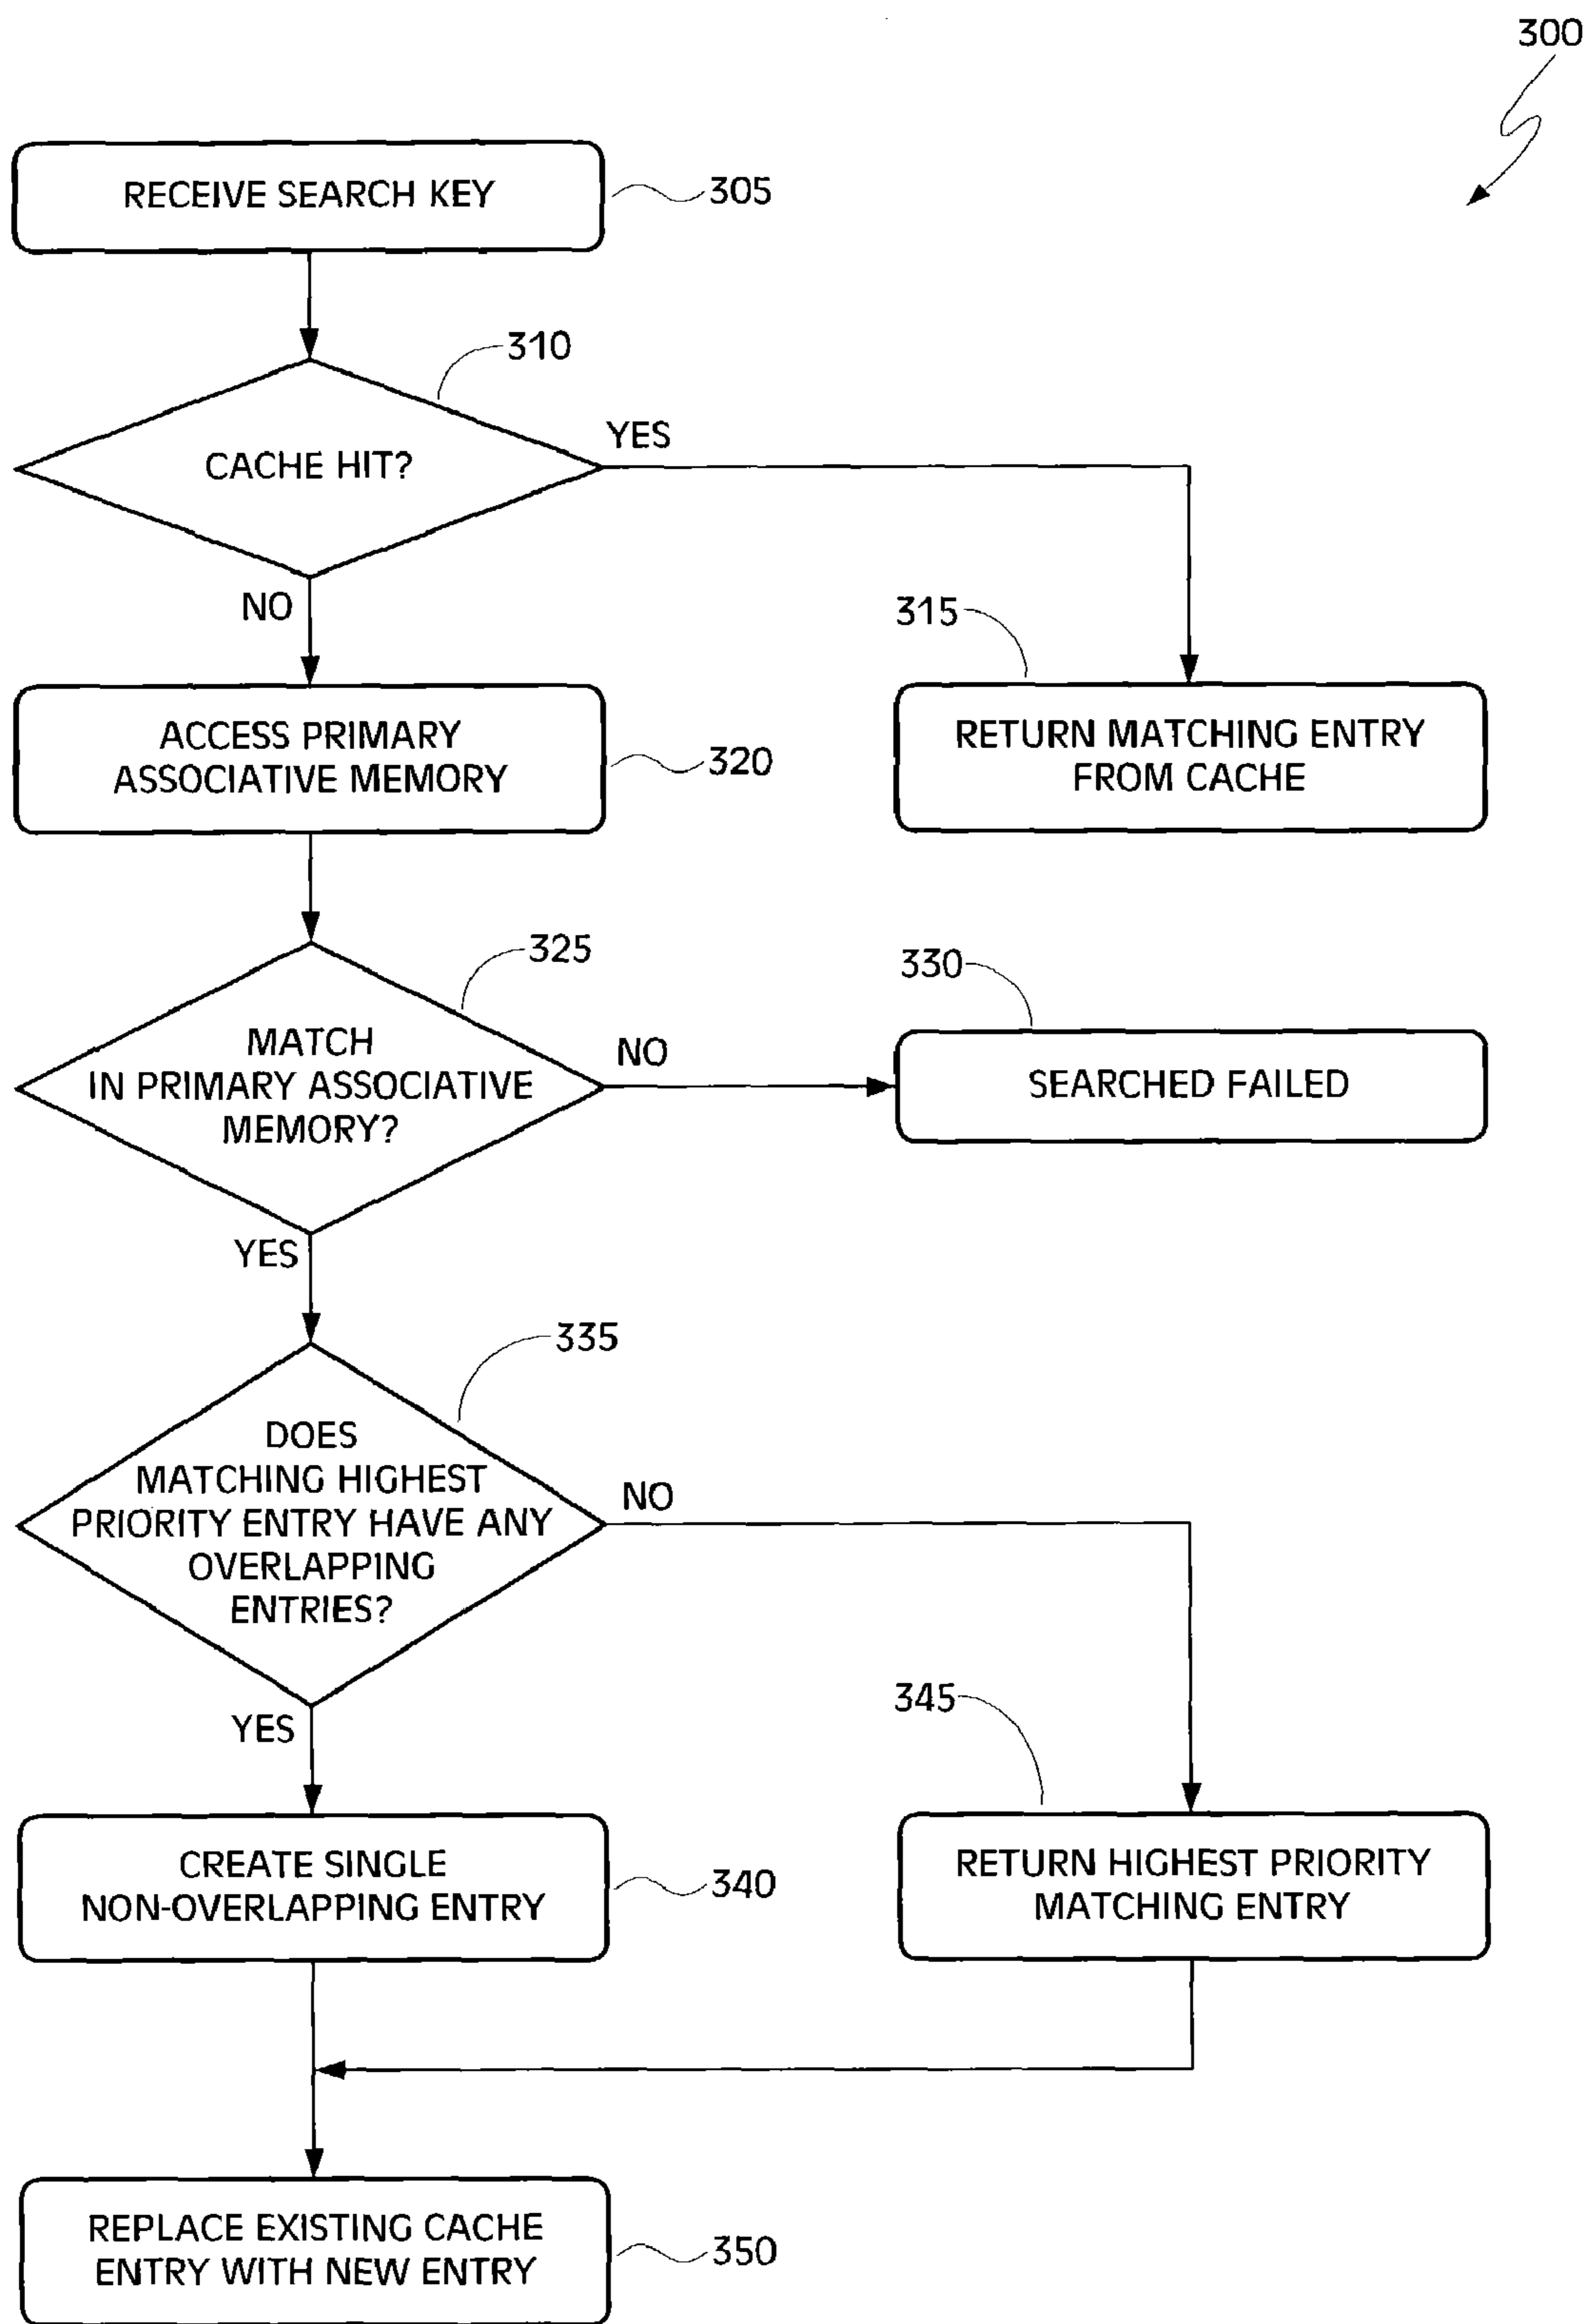 300
RECEIVE SEARCH KEY
305
310
CACHE HIT?
YES
NO
315
ACCESS PRIMARY
ASSOCIATIVE MEMORY
320
RETURN MATCHING ENTRY
FROM CACHE
325
330
MATCH
IN PRIMARY ASSOCIATIVE
MEMORY?
NO
SEARCHED FAILED
YES
335
DOES
MATCHING HIGHEST
PRIORITY ENTRY HAVE ANY
OVERLAPPING
ENTRIES?
NO
YES
345
CREATE SINGLE
NON-OVERLAPPING ENTRY
340
RETURN HIGHEST PRIORITY
MATCHING ENTRY
REPLACE EXISTING CACHE
ENTRY WITH NEW ENTRY
350